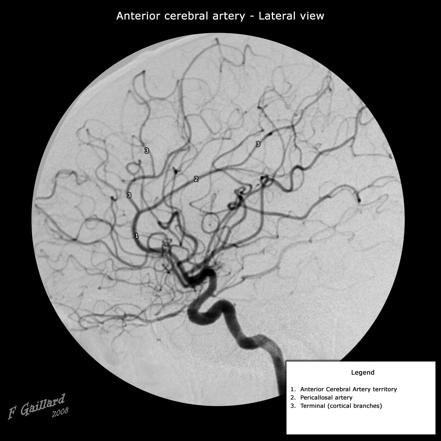 Anterior cerebral artery - Lateral view
3
3
2
3
1
Legend
1. Anterior Cerebral Artery territory
2. Pericallosal artery
3. Terminal (cortical branches)
F Gaillard
2008